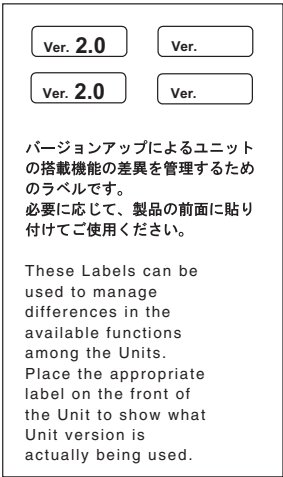 Ver. 2.0 Ver.
Ver. 2.0 Ver.
バージョンアップによるユニット
の搭載機能の差異を管理するため
のラベルです。
必要に応じて、製品の前面に貼り
付けてご使用ください。
These Labels can be
used to manage
differences in the
available functions
among the Units.
Place the appropriate
label on the front of
the Unit to show what
Unit version is
actually being used.